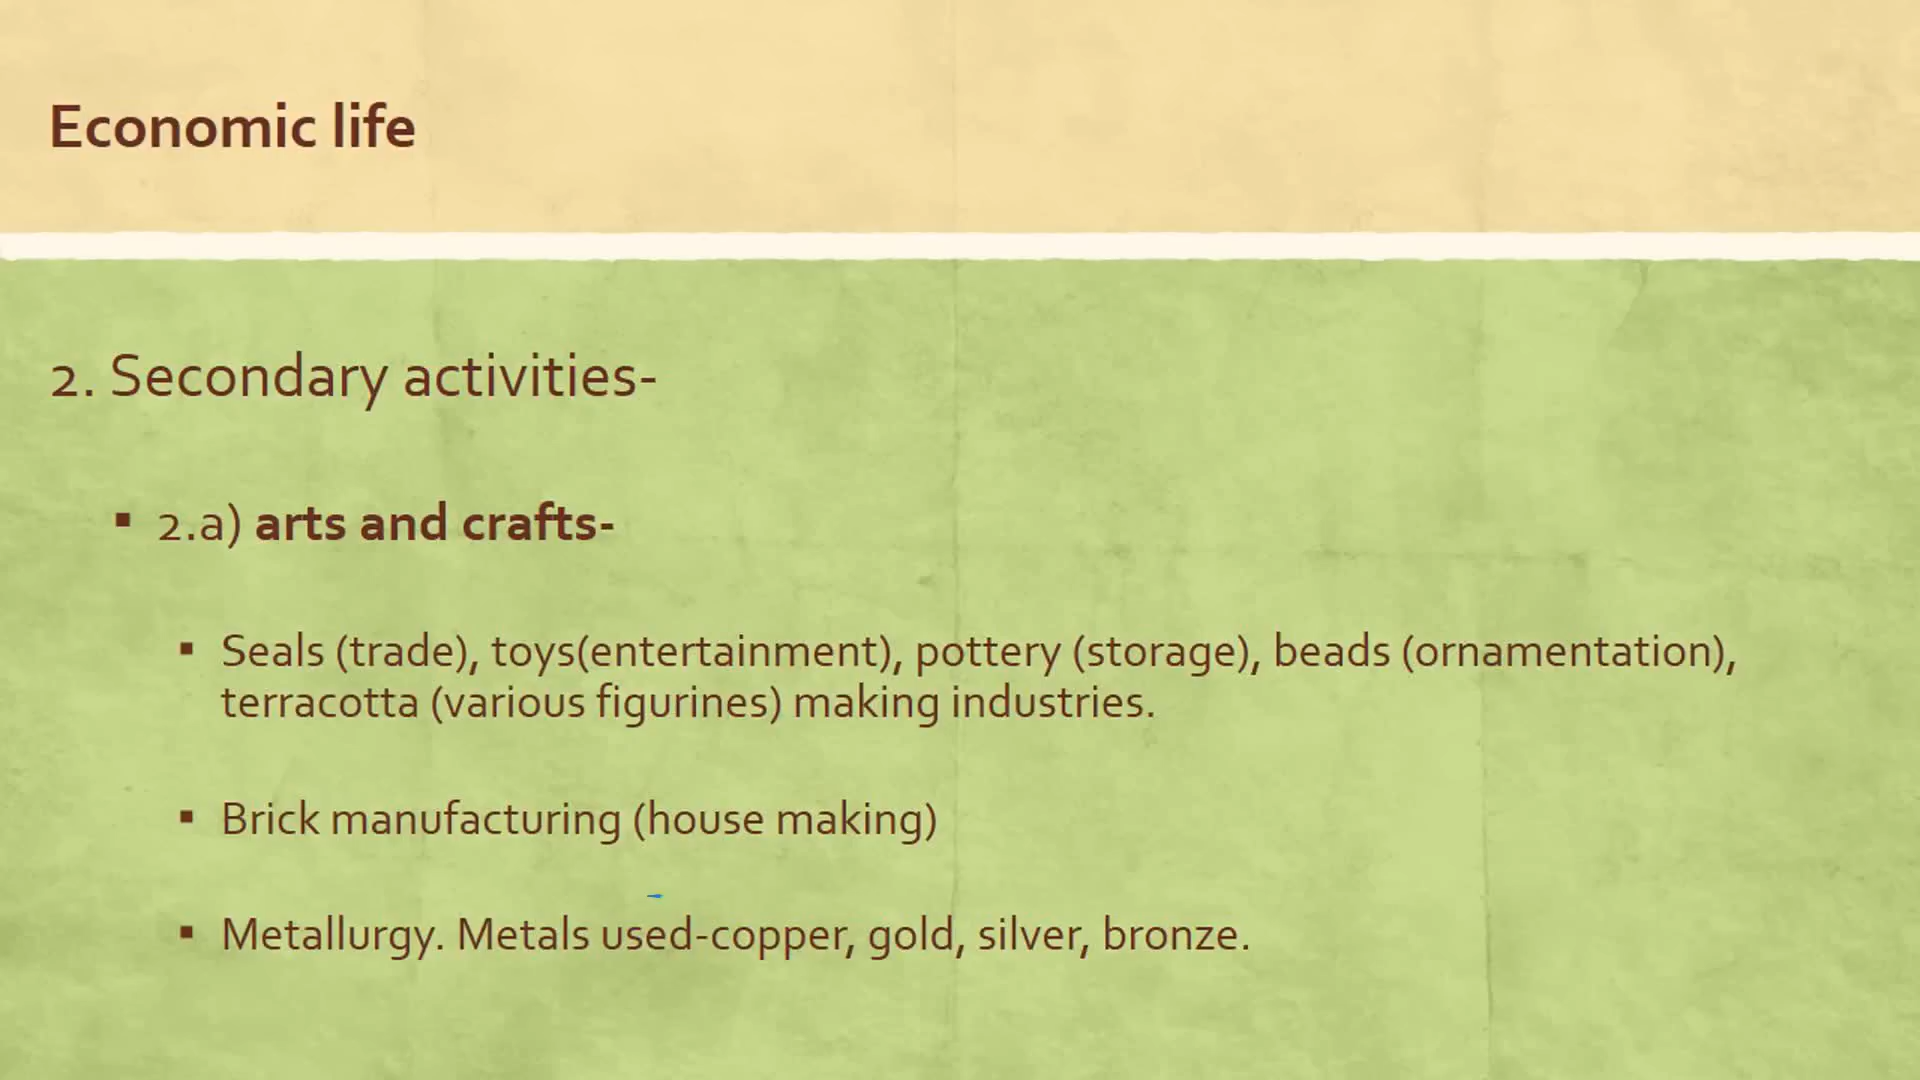 Economic life
2. Secondary activities-
▪ 2.a) arts and crafts-
▪ Seals (trade), toys(entertainment), pottery (storage), beads (ornamentation),
terracotta (various figurines) making industries.
▪ Brick manufacturing (house making)
▪ Metallurgy. Metals used-copper, gold, silver, bronze.